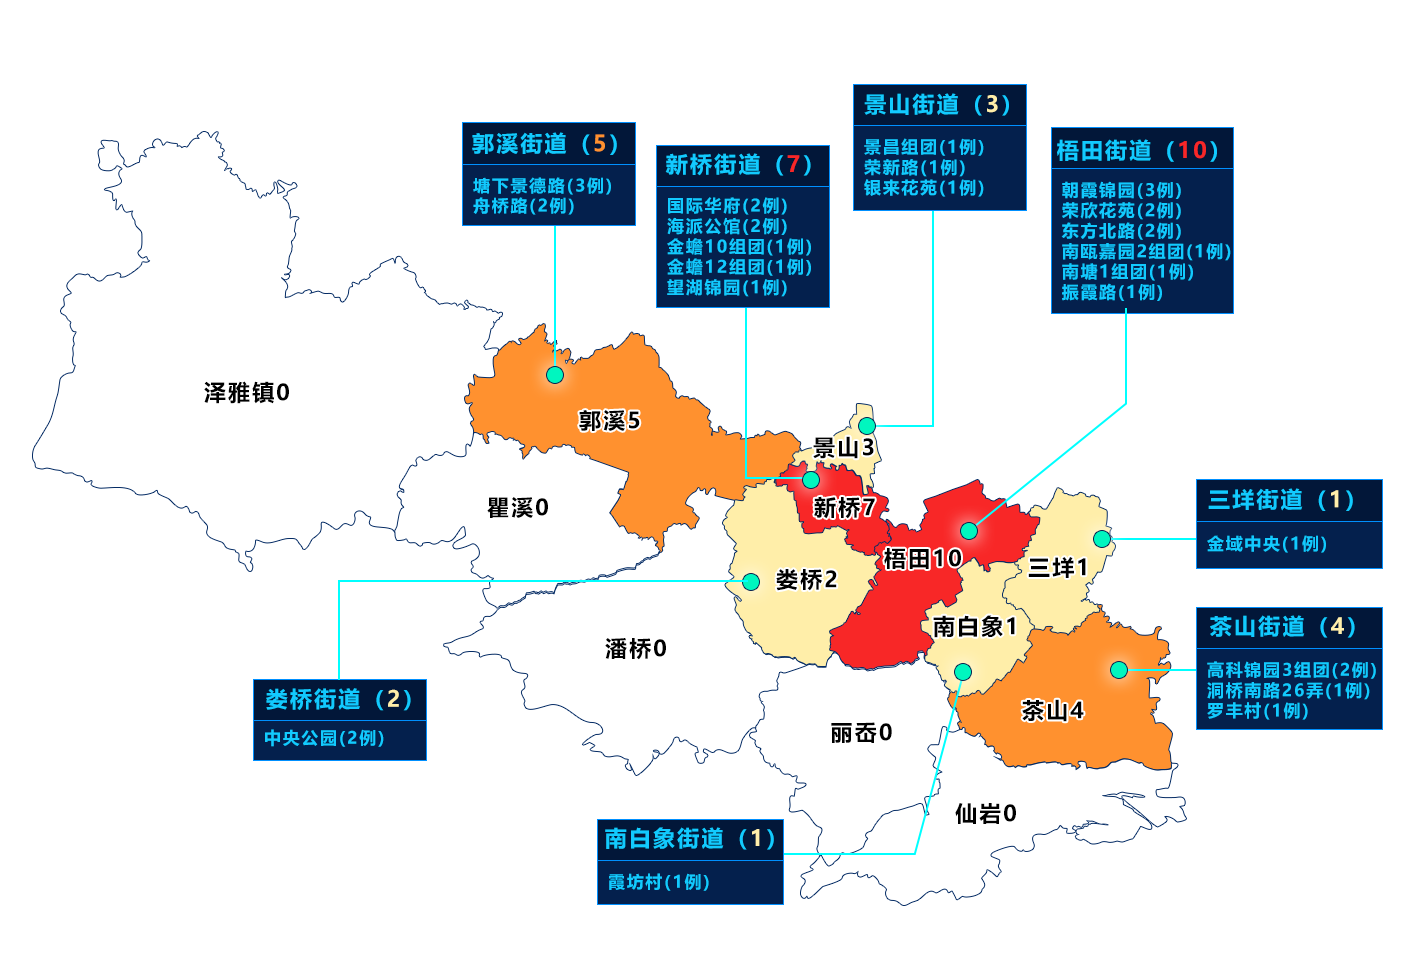 景山街道（3）
景昌组团(1例)
荣新路(1例)
银来花苑(1例)
郭溪街道（5）
塘下景德路(3例)
舟桥路(2例)
新桥街道（7）
国际华府(2例)
海派公馆(2例)
金蟾10组团(1例)
金蟾12组团(1例)
望湖锦园(1例)
梧田街道（10）
朝霞锦园(3例)
荣欣花苑(2例)
东方北路(2例)
南瓯嘉园2组团(1例)
南塘1组团(1例)
振霞路(1例)
泽雅镇0
郭溪5
景山3
瞿溪0
新桥7
梧田10
娄桥2
三垟1
南白象1
潘桥0
茶山4
丽岙0
仙岩0
三垟街道（1）
金域中央(1例)
茶山街道（4）
高科锦园3组团(2例)
洞桥南路26弄(1例)
罗丰村(1例)
娄桥街道（2）
中央公园(2例)
南白象街道（1）
霞坊村(1例)